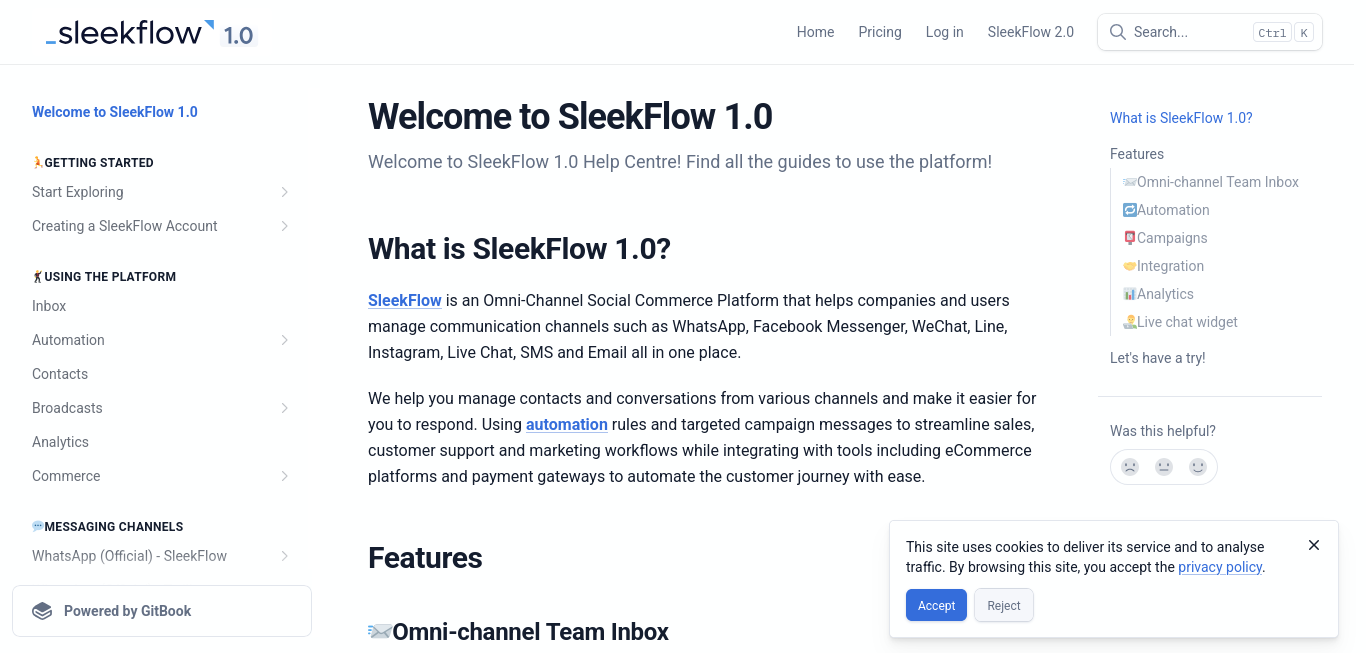 _sleekflow 1.0
Home
Pricing
Log in
SleekFlow 2.0
Search...
Ctrl
K
Welcome to SleekFlow 1.0
GETTING STARTED
Start Exploring
Creating a SleekFlow Account
USING THE PLATFORM
Inbox
Automation
Contacts
Broadcasts
Analytics
Commerce
MESSAGING CHANNELS
WhatsApp (Official) - SleekFlow
Powered by GitBook
Welcome to SleekFlow 1.0
Welcome to SleekFlow 1.0 Help Centre! Find all the guides to use the platform!
What is SleekFlow 1.0?
SleekFlow is an Omni-Channel Social Commerce Platform that helps companies and users
manage communication channels such as WhatsApp, Facebook Messenger, WeChat, Line,
Instagram, Live Chat, SMS and Email all in one place.
We help you manage contacts and conversations from various channels and make it easier for
you to respond. Using automation rules and targeted campaign messages to streamline sales,
customer support and marketing workflows while integrating with tools including eCommerce
platforms and payment gateways to automate the customer journey with ease.
Features
Omni-channel Team Inbox
What is SleekFlow 1.0?
Features
Omni-channel Team Inbox
Automation
Campaigns
Integration
Analytics
Live chat widget
Let's have a try!
Was this helpful?
This site uses cookies to deliver its service and to analyse
traffic. By browsing this site, you accept the privacy policy.
Accept
Reject